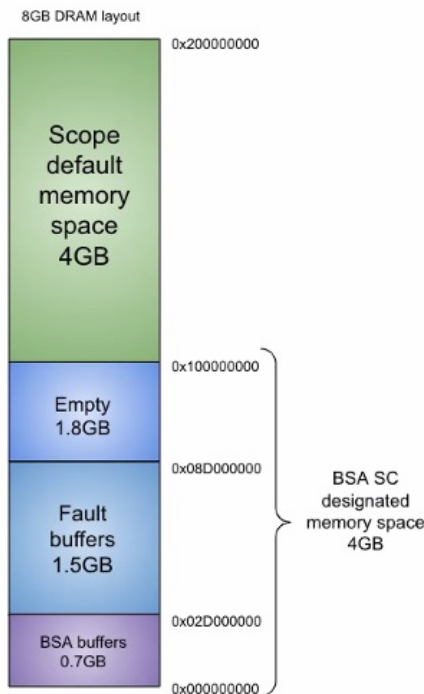 8GB DRAM layout
0x200000000
Scope
default
memory
space
4GB
0x100000000
Empty
1.8GB
0x08D000000
Fault
buffers
1.5GB
BSA SC
designated
memory space
4GB
0x02D000000
BSA buffers
0.7GB
0x000000000